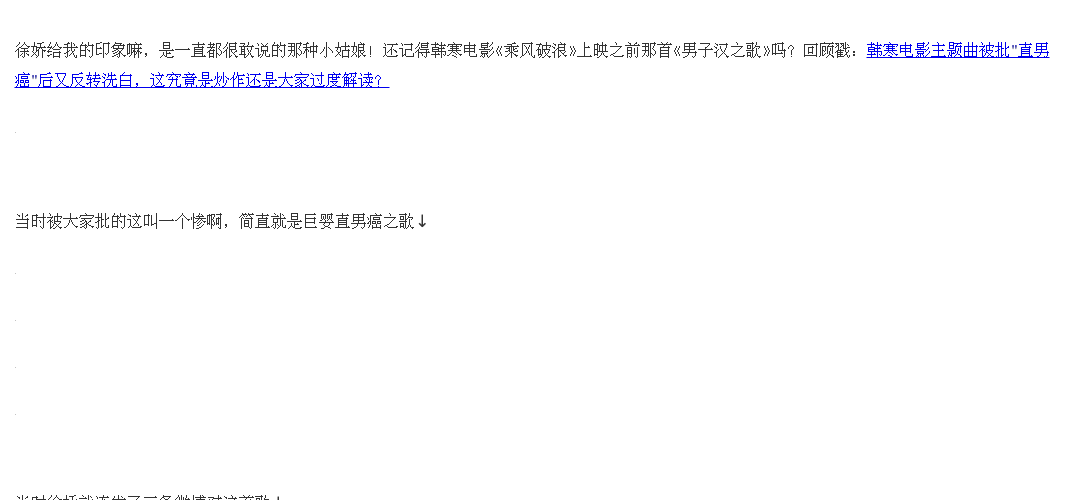 徐娇给我的印象嘛，是一直都很敢说的那种小姑娘！还记得韩寒电影《乘风破浪》上映之前那首《男子汉之歌》吗？回顾戳：韩寒电影主题曲被批"直男
癌"后又反转洗白，这究竟是炒作还是大家过度解读？
当时被大家批的这叫一个惨啊，简直就是巨婴直男癌之歌↓